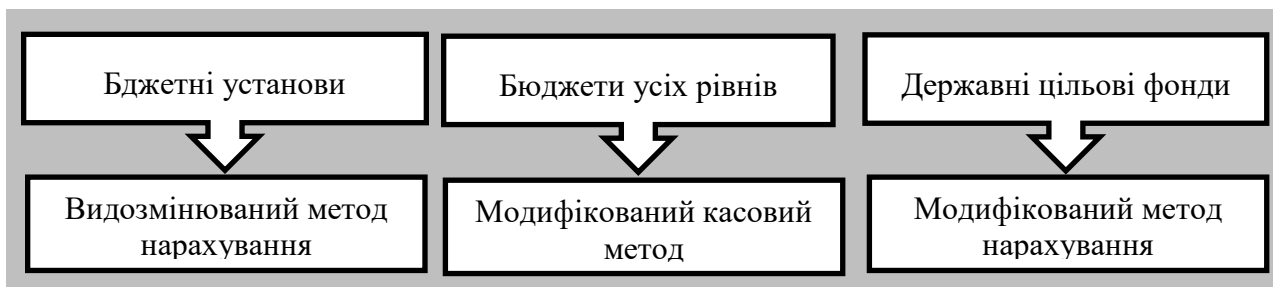 Бджетні установи
Бюджети усіх рівнів
Державні цільові фонди
Видозмінюваний метод
нарахування
Модифікований касовий
метод
Модифікований метод
нарахування